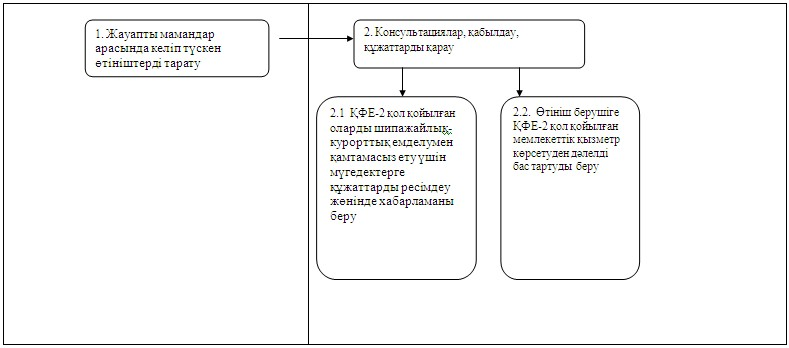 1. Жауапты мамандар
арасында келіп түскен
өтініштерді тарату
2. Консультациялар, қабылдау,
құжаттарды қарау
2.1 ҚФЕ-2 қол қойылған
оларды шипажайлық-
курорттық емделумен
қамтамасыз ету үшін
мүгедектерге
құжаттарды ресімдеу
жөнінде хабарламаны
беру
2.2. Өтініш берушіге
ҚФЕ-2 қол қойылған
мемлекеттік қызметр
көрсетуден дәлелді
бас тартуды беру